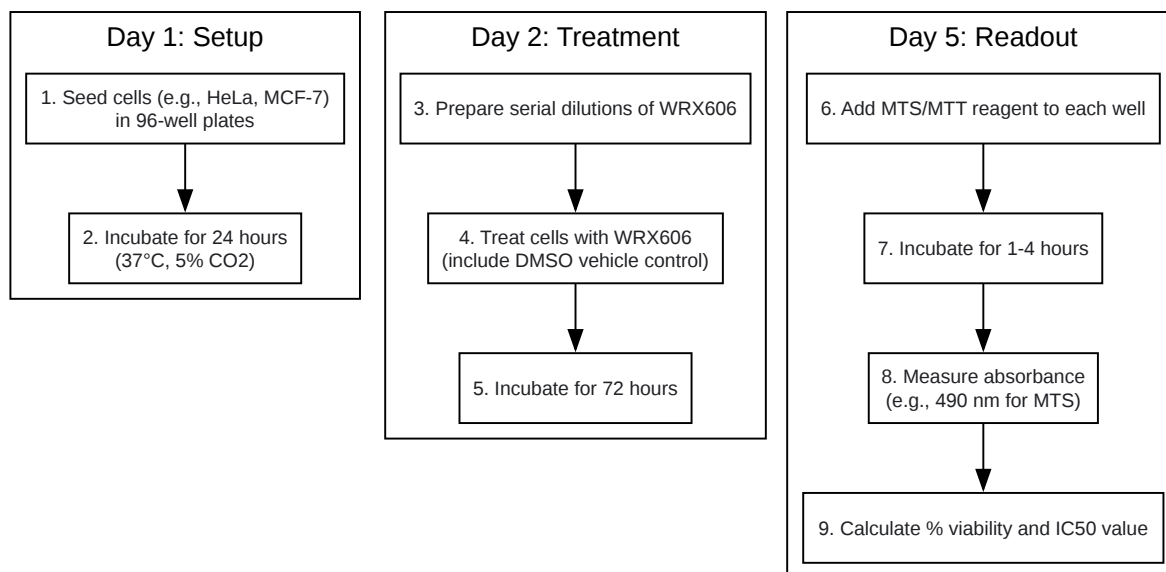 Day 1: Setup
1. Seed cells (e.g., HeLa, MCF-7)
in 96-well plates
2. Incubate for 24 hours
(37°C, 5% CO2)
Day 2: Treatment
3. Prepare serial dilutions of WRX606
4. Treat cells with WRX606
(include DMSO vehicle control)
5. Incubate for 72 hours
Day 5: Readout
6. Add MTS/MTT reagent to each well
7. Incubate for 1-4 hours
8. Measure absorbance
(e.g., 490 nm for MTS)
9. Calculate % viability and IC50 value